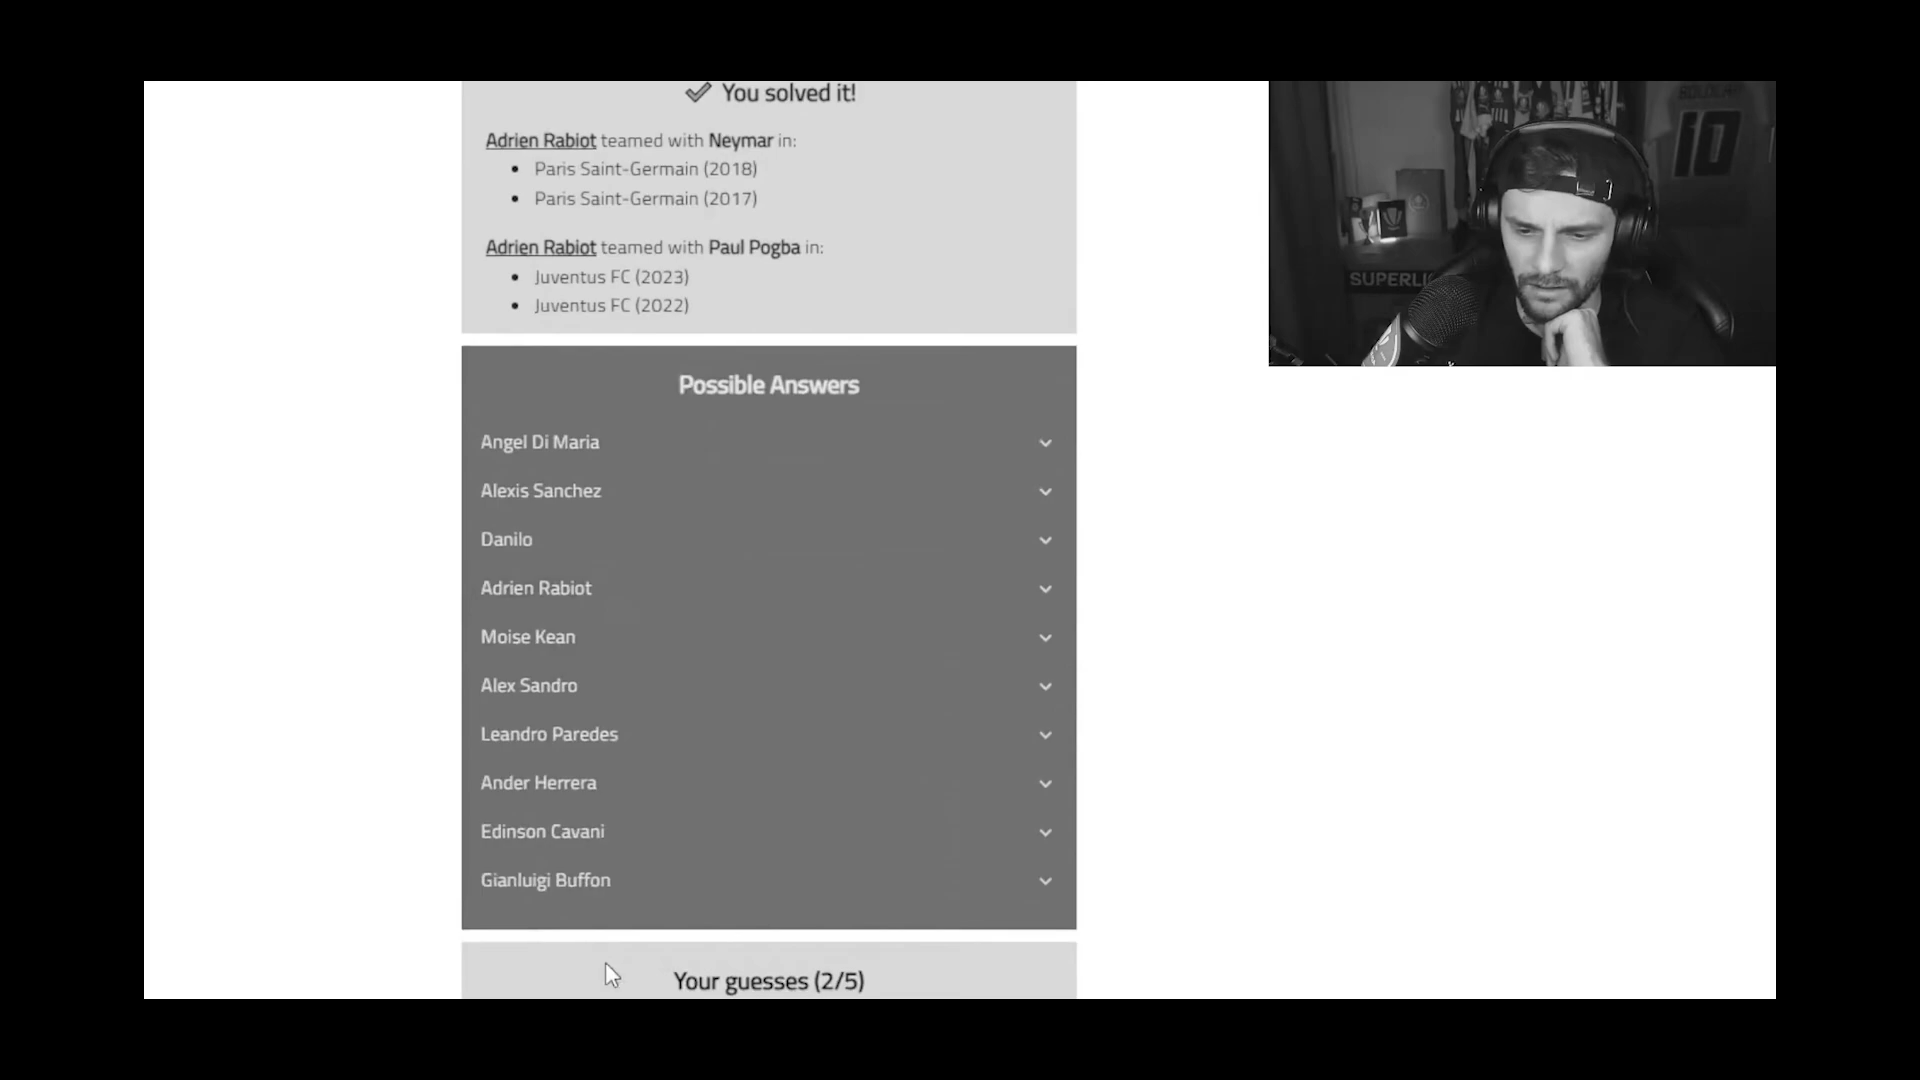 You solved it!
Adrien Rabiot teamed with Neymar in:
Paris Saint-Germain (2018)
Paris Saint-Germain (2017)
Adrien Rabiot teamed with Paul Pogba in:
Juventus FC (2023)
Juventus FC (2022)
Possible Answers
Angel Di Maria
Alexis Sanchez
Danilo
Adrien Rabiot
Moise Kean
Alex Sandro
Leandro Paredes
Ander Herrera
Edinson Cavani
Gianluigi Buffon
Your guesses (2/5)
10